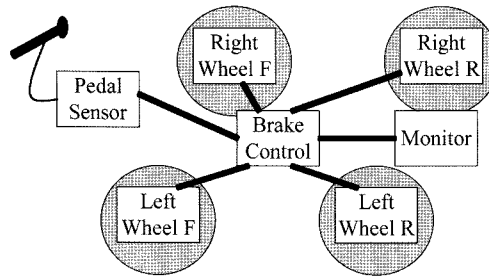 Right
Wheel F
Right
Wheel R
Pedal
Sensor
Brake
Control
Monitor
Left
Wheel F
Left
Wheel R